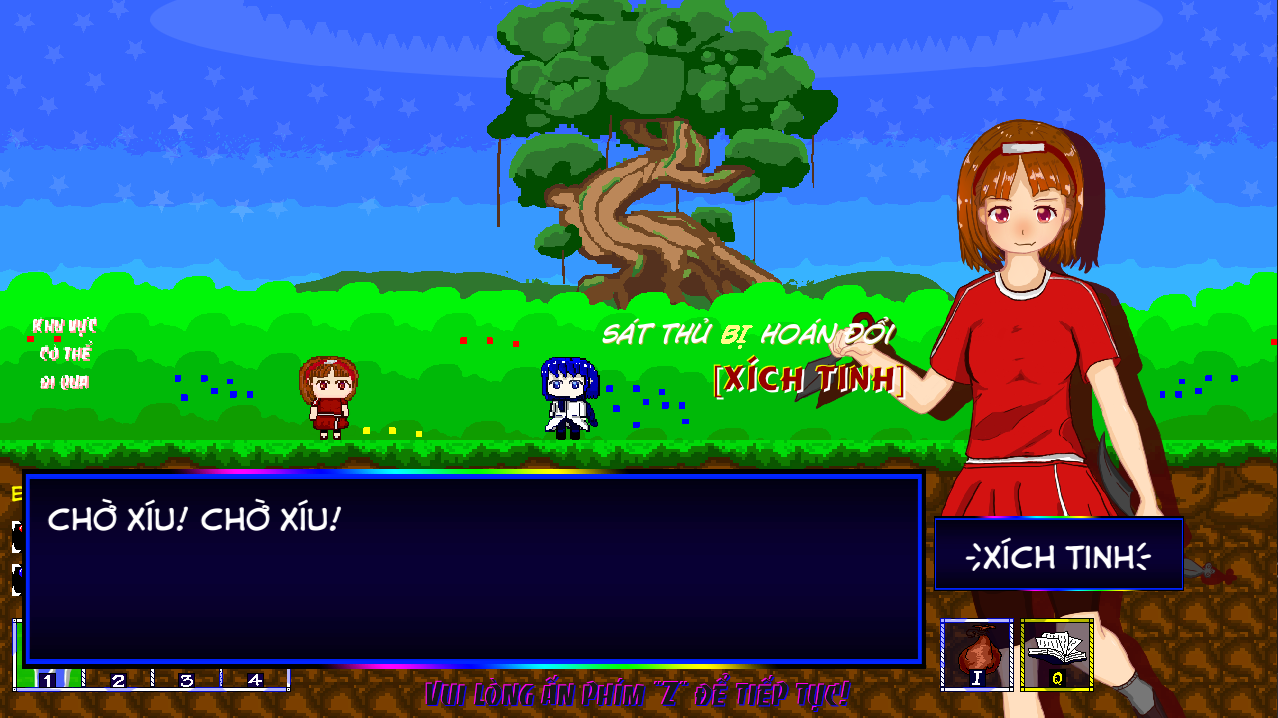 KHU VỰC
CÓ THỂ
ĐI QUA
SÁT THỦ BỊ HOÁN ĐỔI
[XÍCH TINH]
CHỜ XÍU! CHỜ XÍU!
XÍCH TINH
1 2 3 4
I Q
VUI LÒNG ẤN PHÍM "Z" ĐỂ TIẾP TỤC!